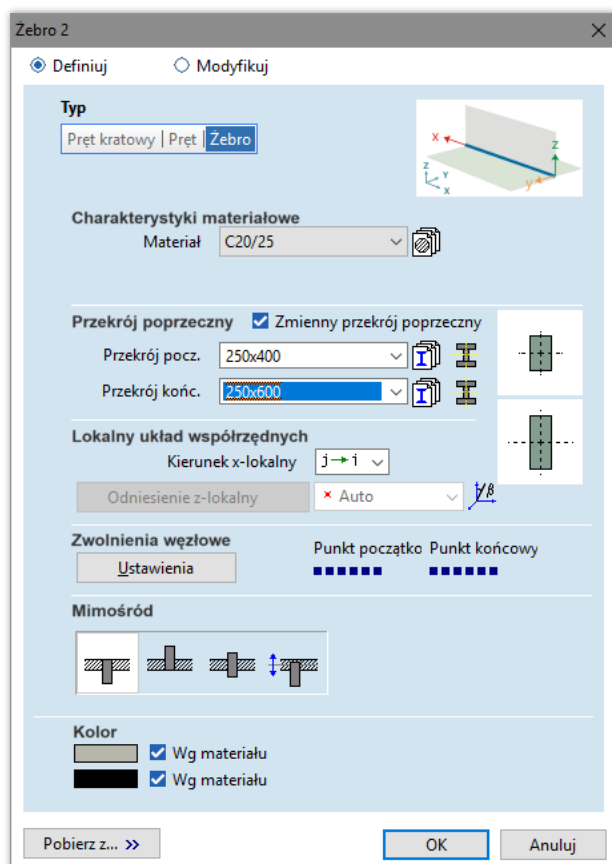 Żebro 2
Definiuj Modyfikuj
Typ
Pręt kratowy | Pręt | Żebro
X Z y
Z Y X
Charakterystyki materiałowe
Materiał C20/25
Przekrój poprzeczny Zmienny przekrój poprzeczny
Przekrój pocz. 250x400
Przekrój końc. 250x600
Lokalny układ współrzędnych
Kierunek x-lokalny j→i
Odniesienie z-lokalny Auto β
Zwolnienia węzłowe
Punkt początko Punkt końcowy
Ustawienia
Mimośród
Kolor
Wg materiału
Wg materiału
Pobierz z... »
OK Anuluj